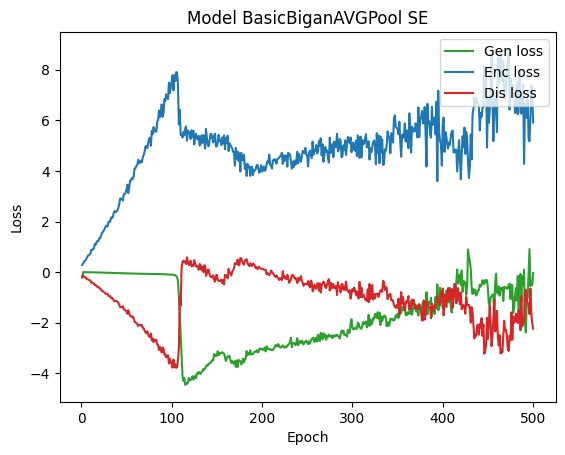 Model BasicBiganAVGPool SE
Gen loss
Enc loss
Dis loss
Loss
8
6
4
2
0
−2
−4
0
100
200
300
400
500
Epoch